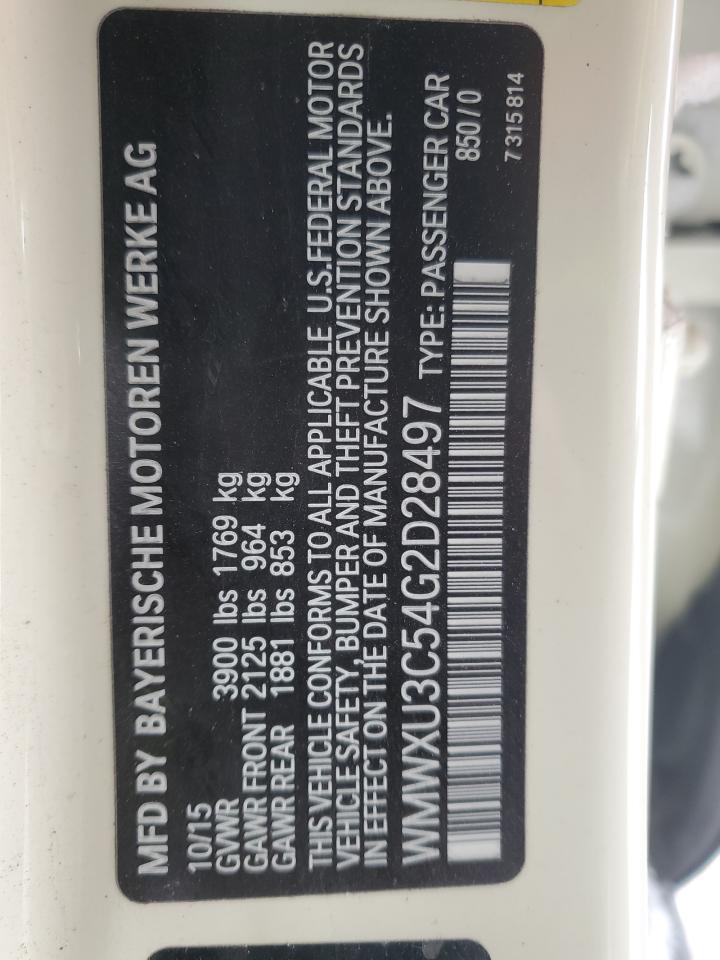 MFD BY BAYERISCHE MOTOREN WERKE AG
10/15
GVWR 3900 lbs 1769 kg
GAWR FRONT 2125 lbs 964 kg
GAWR REAR 1881 lbs 853 kg
THIS VEHICLE CONFORMS TO ALL APPLICABLE U.S.FEDERAL MOTOR
VEHICLE SAFETY, BUMPER AND THEFT PREVENTION STANDARDS
IN EFFECT ON THE DATE OF MANUFACTURE SHOWN ABOVE.
WMWXU3C54G2D28497 TYPE: PASSENGER CAR
850/0
7 315 814